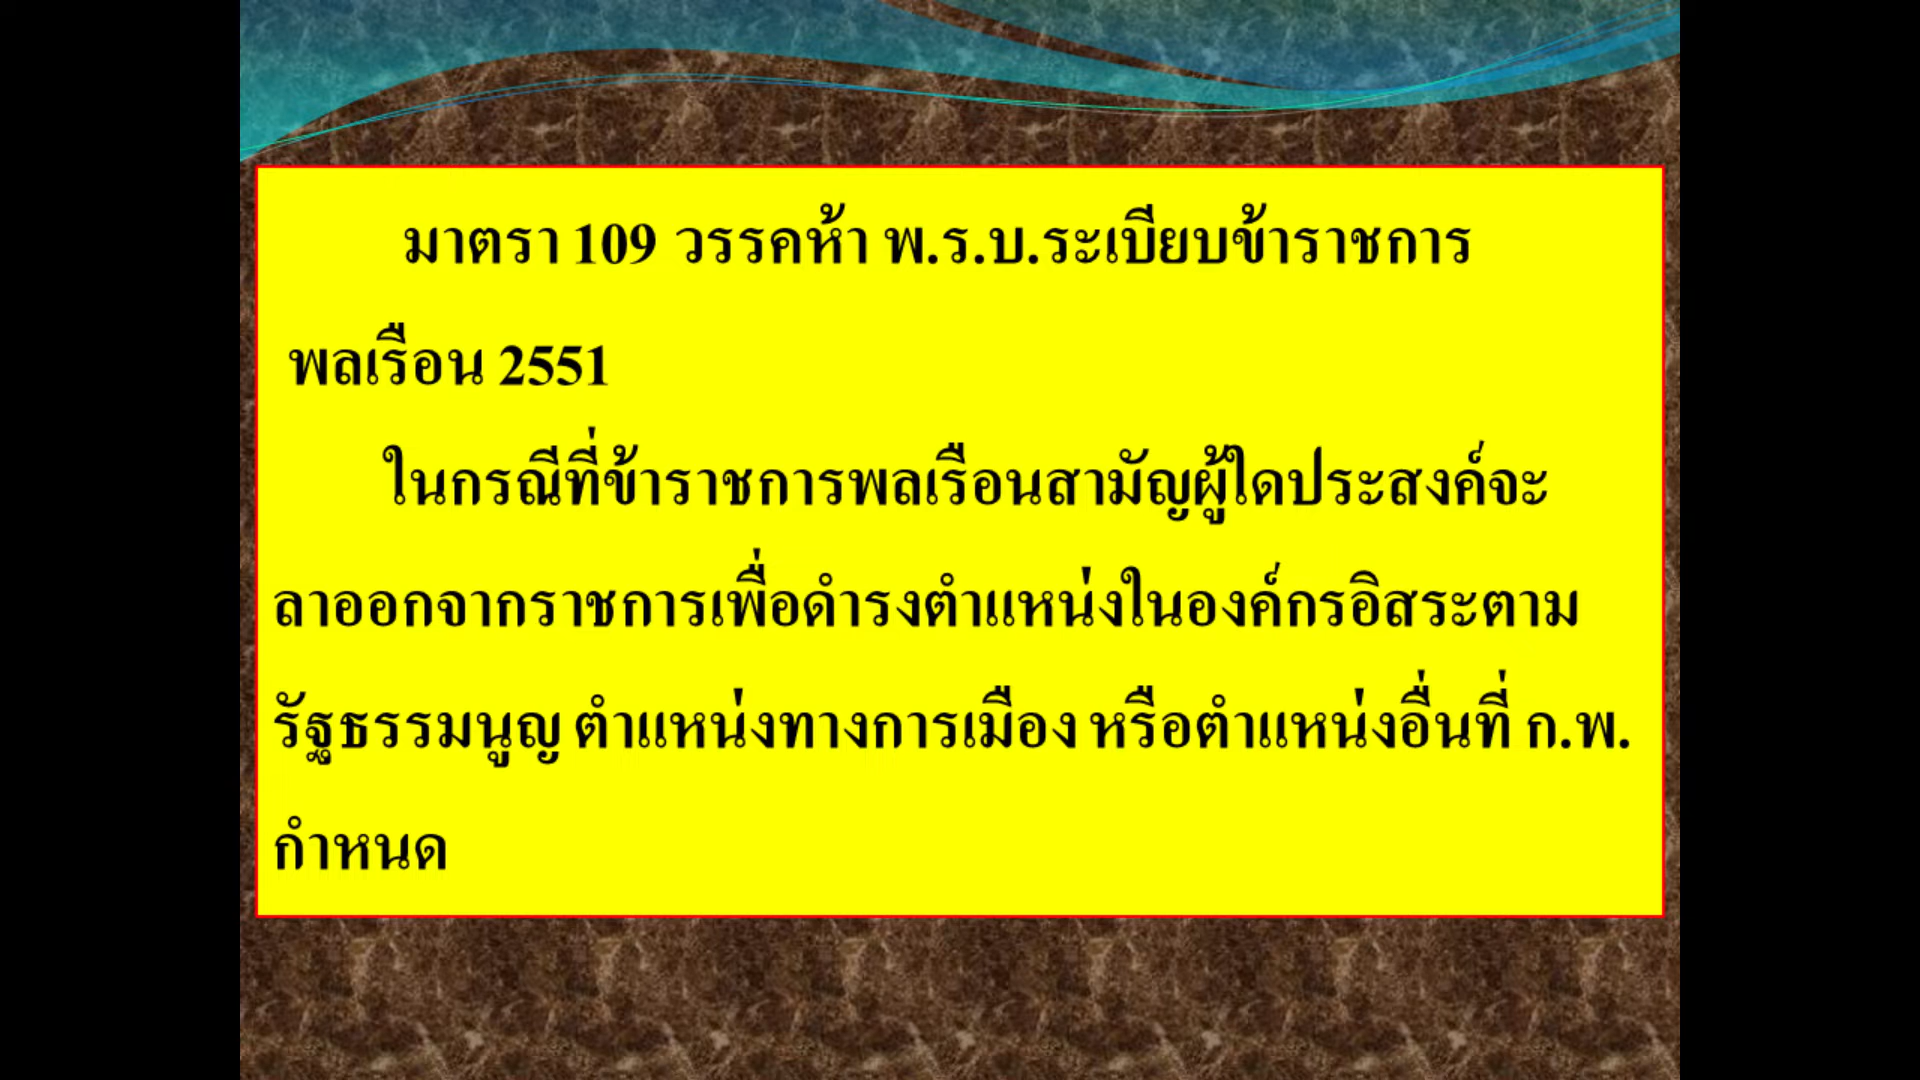 มาตรา 109 วรรคห้า พ.ร.บ.ระเบียบข้าราชการ
พลเรือน 2551
ในกรณีที่ข้าราชการพลเรือนสามัญผู้ใดประสงค์จะ
ลาออกจากราชการเพื่อดำรงตำแหน่งในองค์กรอิสระตาม
รัฐธรรมนูญ ตำแหน่งทางการเมือง หรือตำแหน่งอื่นที่ ก.พ.
กำหนด